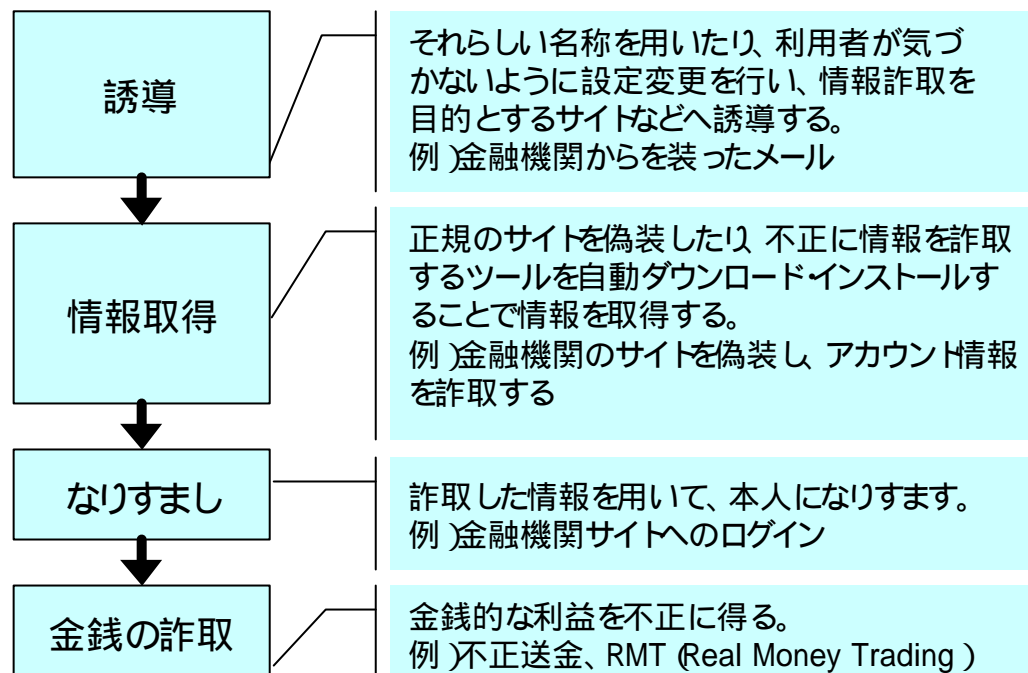 誘導
それらしい名称を用いたり、利用者が気づ
かないように設定変更を行い、情報詐取を
目的とするサイトなどへ誘導する。
例)金融機関からを装ったメール
情報取得
正規のサイトを偽装したり、不正に情報を詐取
するツールを自動ダウンロード・インストールす
ることで情報を取得する。
例)金融機関のサイトを偽装し、アカウント情報
を詐取する
なりすまし
詐取した情報を用いて、本人になりすます。
例)金融機関サイトへのログイン
金銭の詐取
金銭的な利益を不正に得る。
例)不正送金、RMT(Real Money Trading)